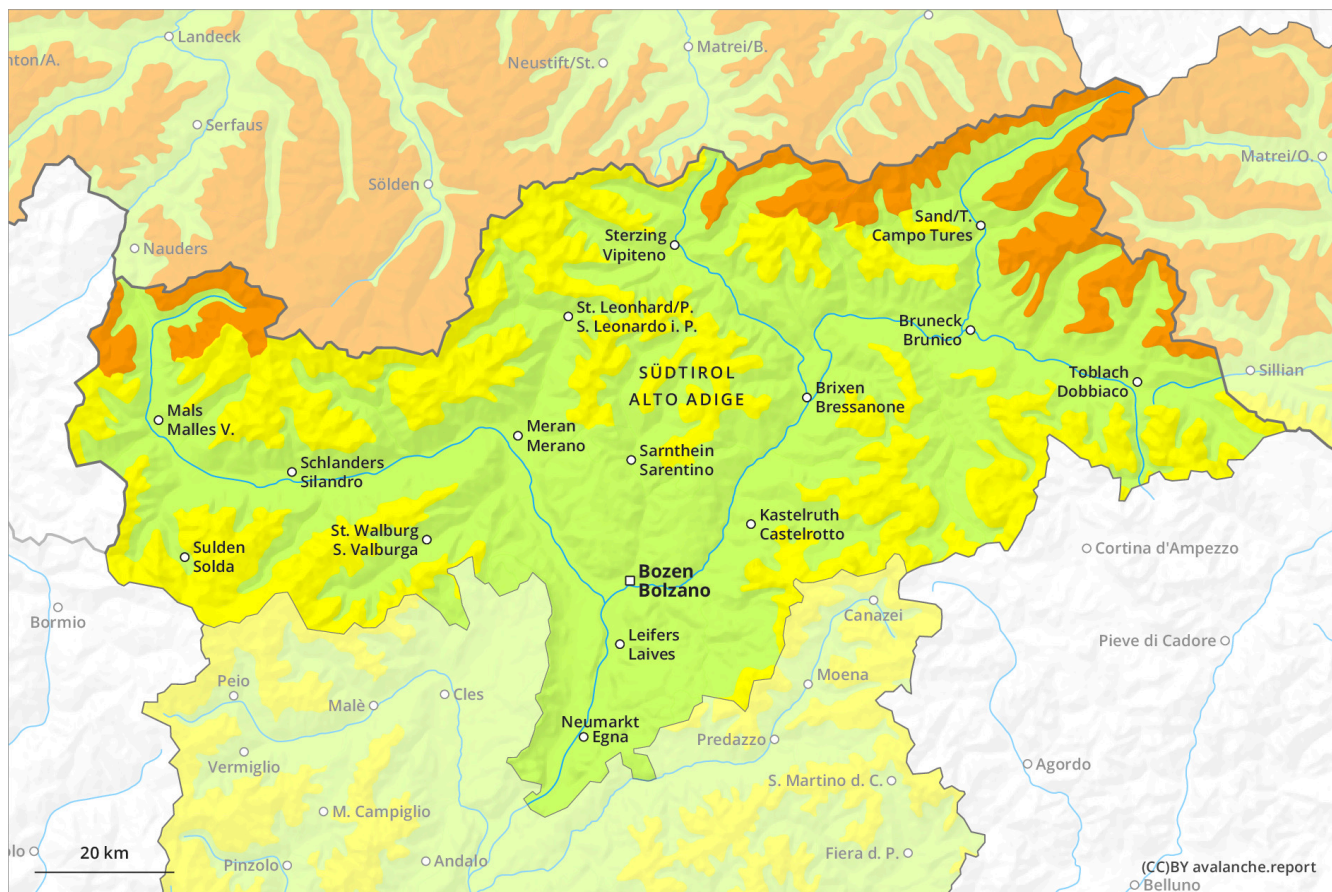 Landeck
nton/A.
Matrei/B.
Neustift/St.
Serfaus
Matrei/O.
Sölden
Nauders
Sand/T.
Campo Tures
Sterzing
Vipiteno
St. Leonhard/P.
S. Leonardo i. P.
Bruneck
Brunico
SÜDTIROL
ALTO ADIGE
Toblach
Dobbiaco
Sillian
Brixen
Bressanone
Mals
Malles V.
Meran
Merano
Sarnthein
Sarentino
Schlanders
Silandro
Kastelruth
Castelrotto
St. Walburg
S. Valburga
Sulden
Solda
Cortina d'Ampezzo
Bozen
Bolzano
Bormio
Canazei
Leifers
Laives
Pieve di Cadore
Moena
Peio
Malè
Cles
Neumarkt
Egna
Predazzo
Vermiglio
Agordo
S. Martino d. C.
M. Campiglio
20 km
lo
Pinzolo
Andalo
Fiera d. P.
(CC)BY avalanche.report
Belluno